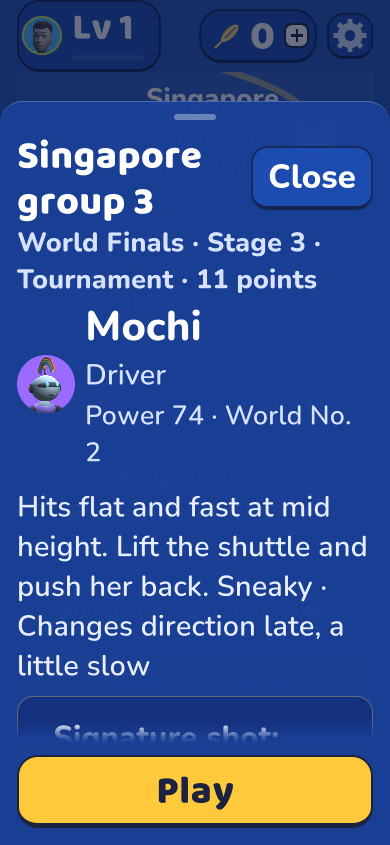 Lv 1
0
Singapore
Singapore
group 3
Close
World Finals · Stage 3 ·
Tournament · 11 points
Mochi
Driver
Power 74 · World No.
2
Hits flat and fast at mid
height. Lift the shuttle and
push her back. Sneaky ·
Changes direction late, a
little slow
Signature shot:
Play